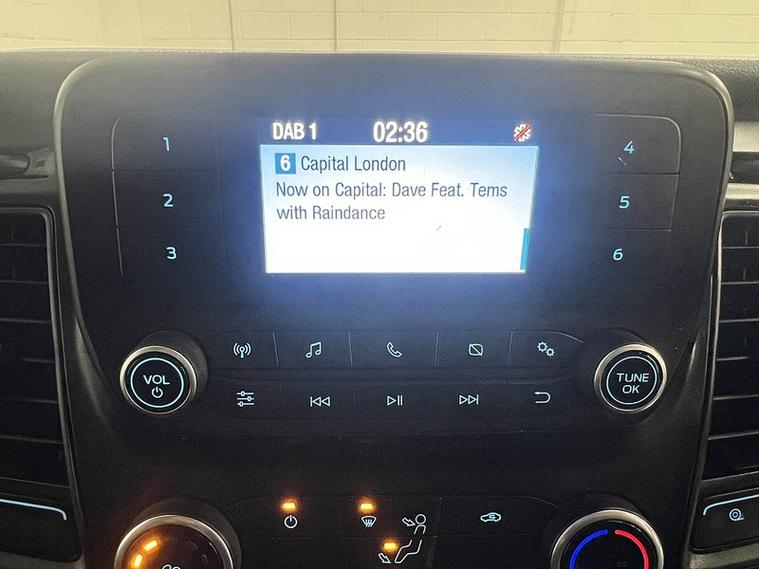 DAB 1 02:36
6 Capital London
Now on Capital: Dave Feat. Tems
with Raindance
1
2
3
4
5
6
VOL
TUNE
OK